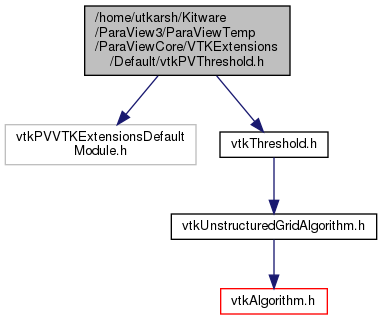 /home/utkarsh/Kitware
/ParaView3/ParaViewTemp
/ParaViewCore/VTKExtensions
/Default/vtkPVThreshold.h
vtkPVVTKExtensionsDefault
Module.h
vtkThreshold.h
vtkUnstructuredGridAlgorithm.h
vtkAlgorithm.h